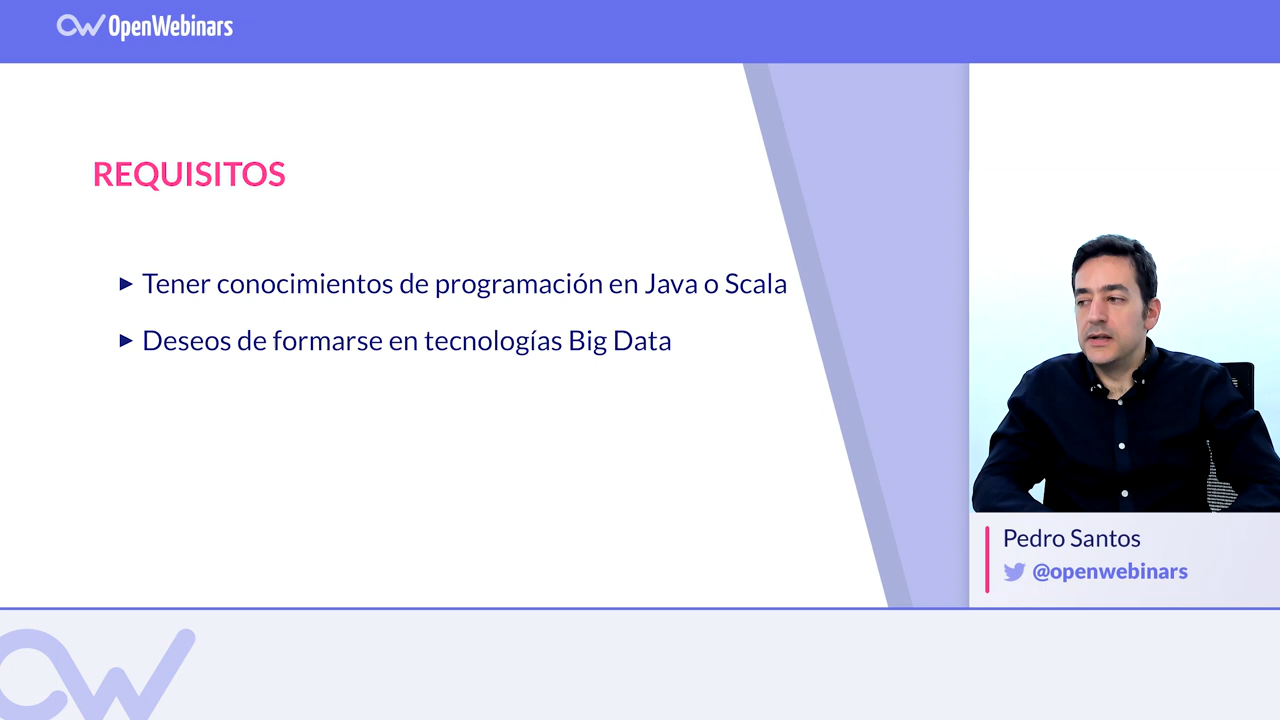 OpenWebinars
REQUISITOS
▶ Tener conocimientos de programación en Java o Scala
▶ Deseos de formarse en tecnologías Big Data
Pedro Santos
@openwebinars